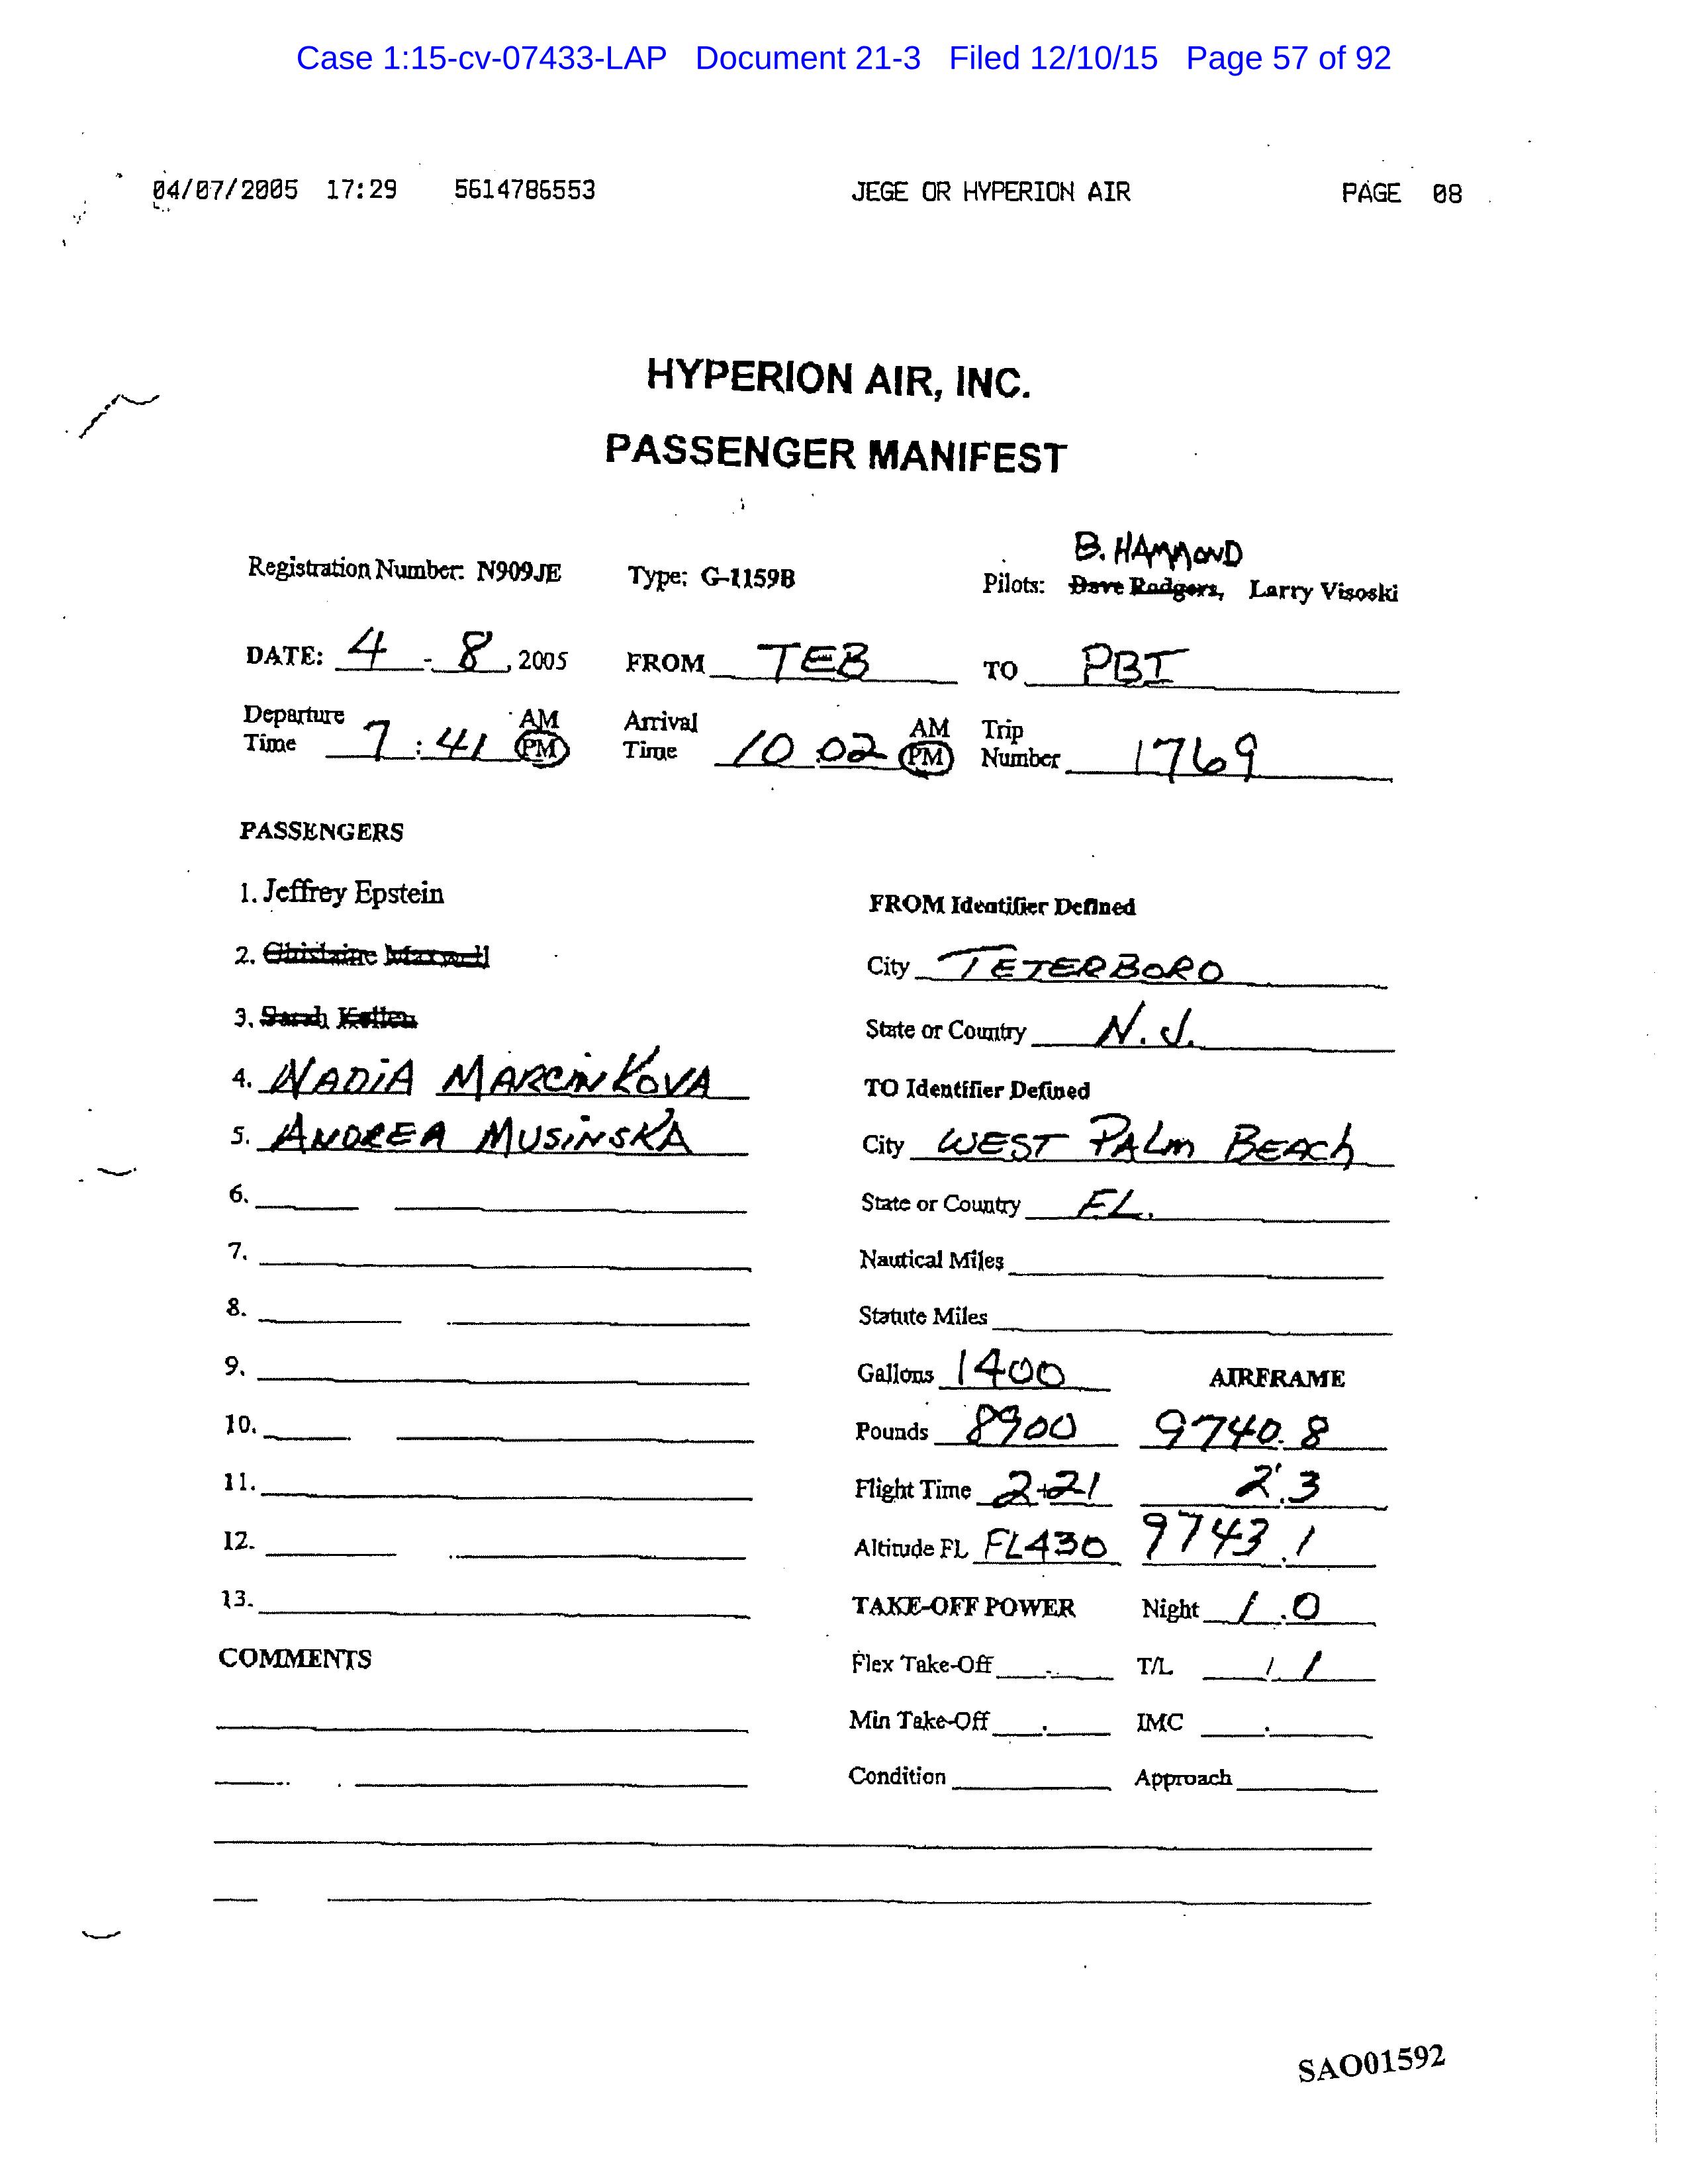 Case 1:15-cv-07433-LAP Document 21-3 Filed 12/10/15 Page 57 of 92
04/07/2005 17:29 5614786553 JEGE OR HYPERION AIR PAGE 08
HYPERION AIR, INC.
PASSENGER MANIFEST
B. HAMMOND
Registration Number: N909JE Type: G-1159B Pilots: Dave Rodgers, Larry Visoski
DATE: 4 - 8, 2005 FROM TEB TO PBI
Departure Time 7:41 AM PM Arrival Time 10:02 AM PM Trip Number 1769
PASSENGERS
1. Jeffrey Epstein
FROM Identifier Defined
2. Ghislaine Maxwell
City TETERBORO
3. Sarah Kellen
State or Country N.J.
4. NADIA MARCINKOVA
TO Identifier Defined
5. ANDREA MUSINSKA
City WEST PALM BEACH
6.
State or Country FL.
7.
Nautical Miles
8.
Statute Miles
9.
Gallons 1400 AIRFRAME
10.
Pounds 8900 9740.8
11.
Flight Time 2+21 2.3
12.
Altitude FL FL430 9743.1
13.
TAKE-OFF POWER Night 1.0
COMMENTS
Flex Take-Off T/L 1/1
Min Take-Off IMC
Condition Approach
SAO01592